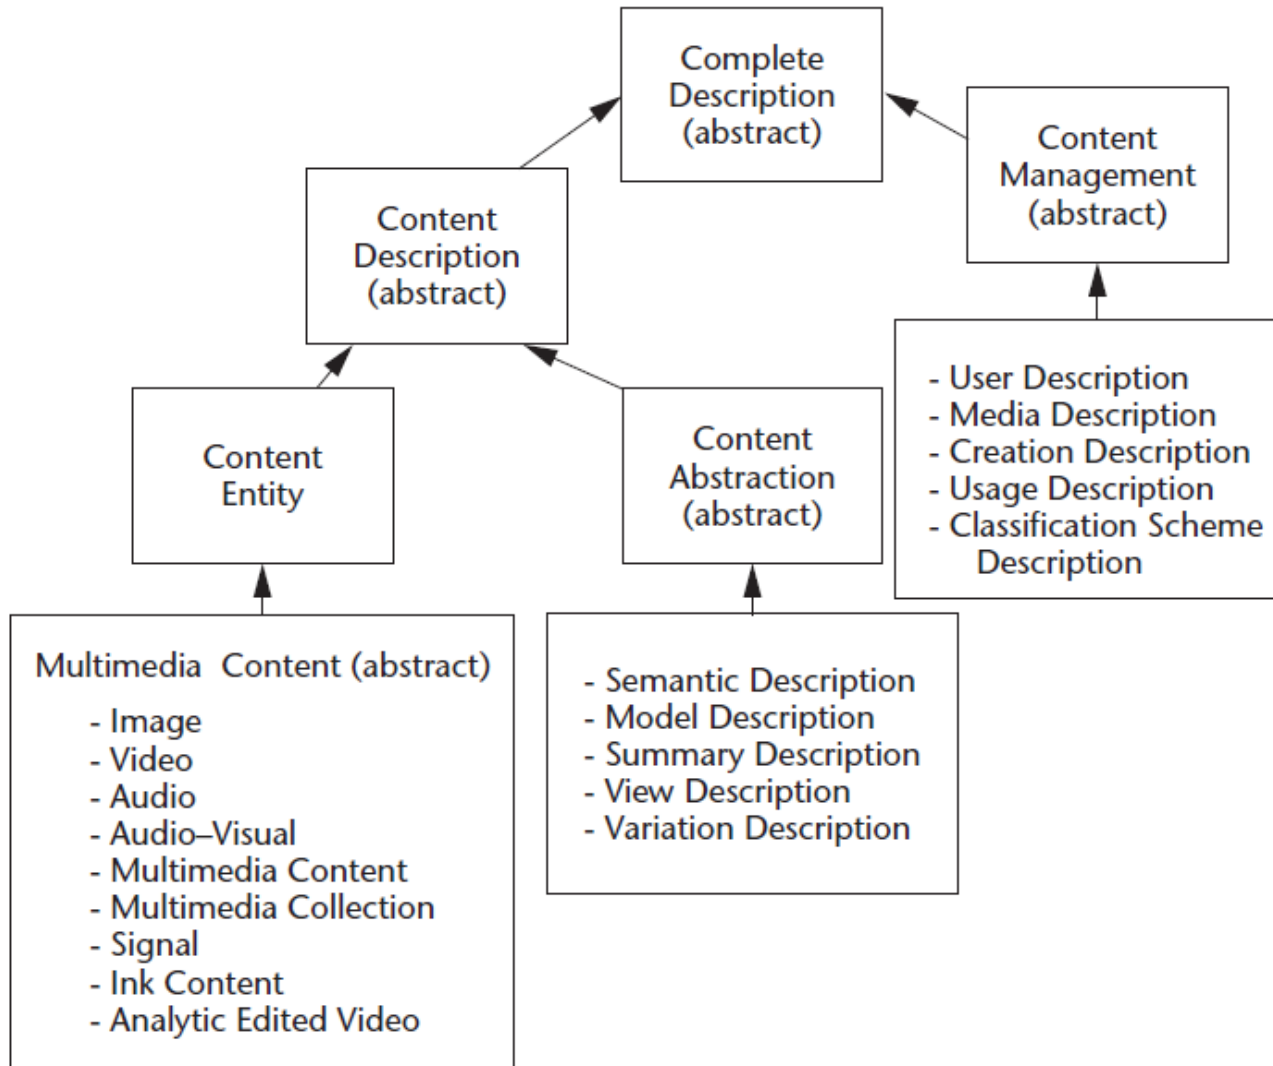 Complete
Description
(abstract)
Content
Management
(abstract)
Content
Description
(abstract)
- User Description
- Media Description
- Creation Description
- Usage Description
- Classification Scheme
Description
Content
Entity
Content
Abstraction
(abstract)
Multimedia Content (abstract)
- Image
- Video
- Audio
- Audio–Visual
- Multimedia Content
- Multimedia Collection
- Signal
- Ink Content
- Analytic Edited Video
- Semantic Description
- Model Description
- Summary Description
- View Description
- Variation Description